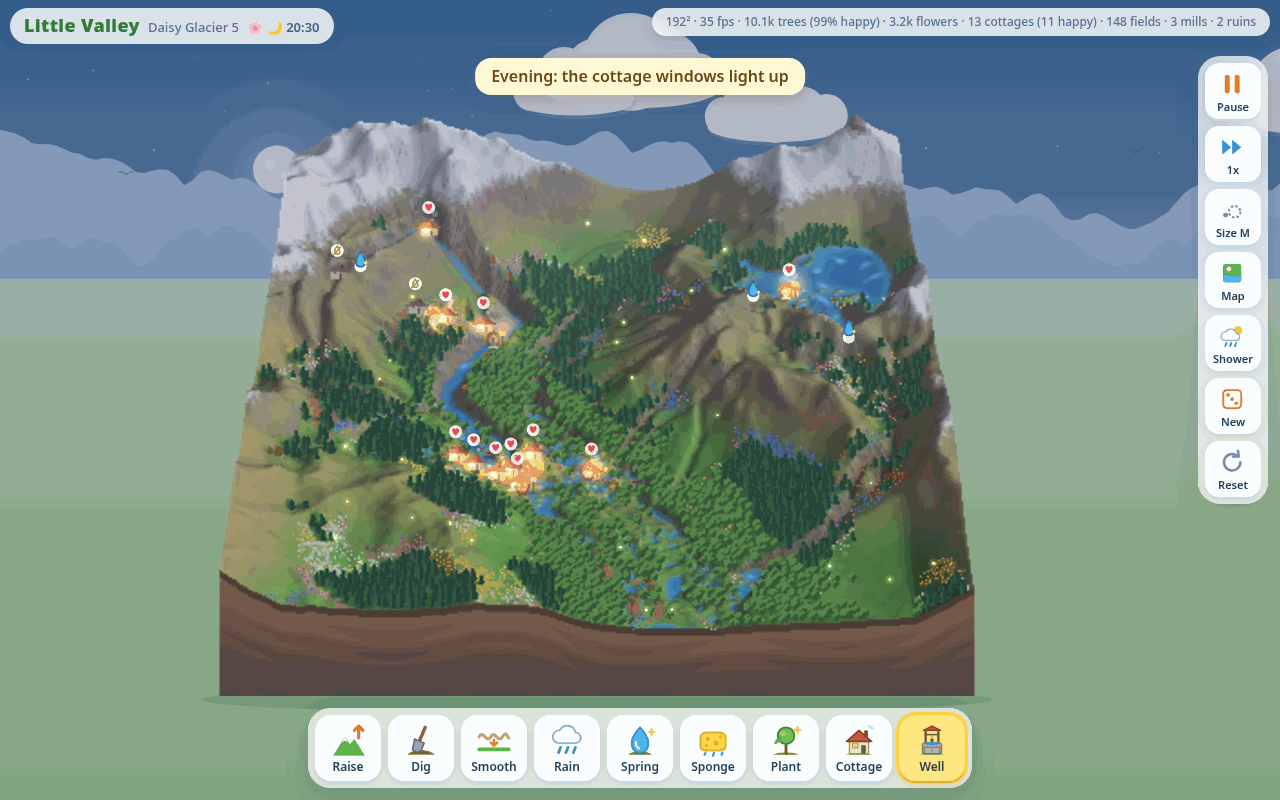 Little Valley Daisy Glacier 5 20:30
192² · 35 fps · 10.1k trees (99% happy) · 3.2k flowers · 13 cottages (11 happy) · 148 fields · 3 mills · 2 ruins
Evening: the cottage windows light up
Pause
1x
Size M
Map
Shower
New
Reset
Raise
Dig
Smooth
Rain
Spring
Sponge
Plant
Cottage
Well